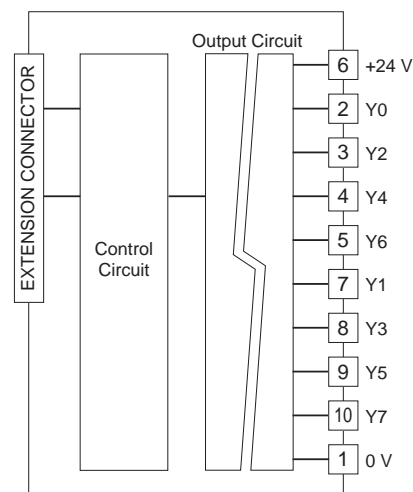 Output Circuit
EXTENSION CONNECTOR
Control
Circuit
6 +24 V
2 Y0
3 Y2
4 Y4
5 Y6
7 Y1
8 Y3
9 Y5
10 Y7
1 0 V